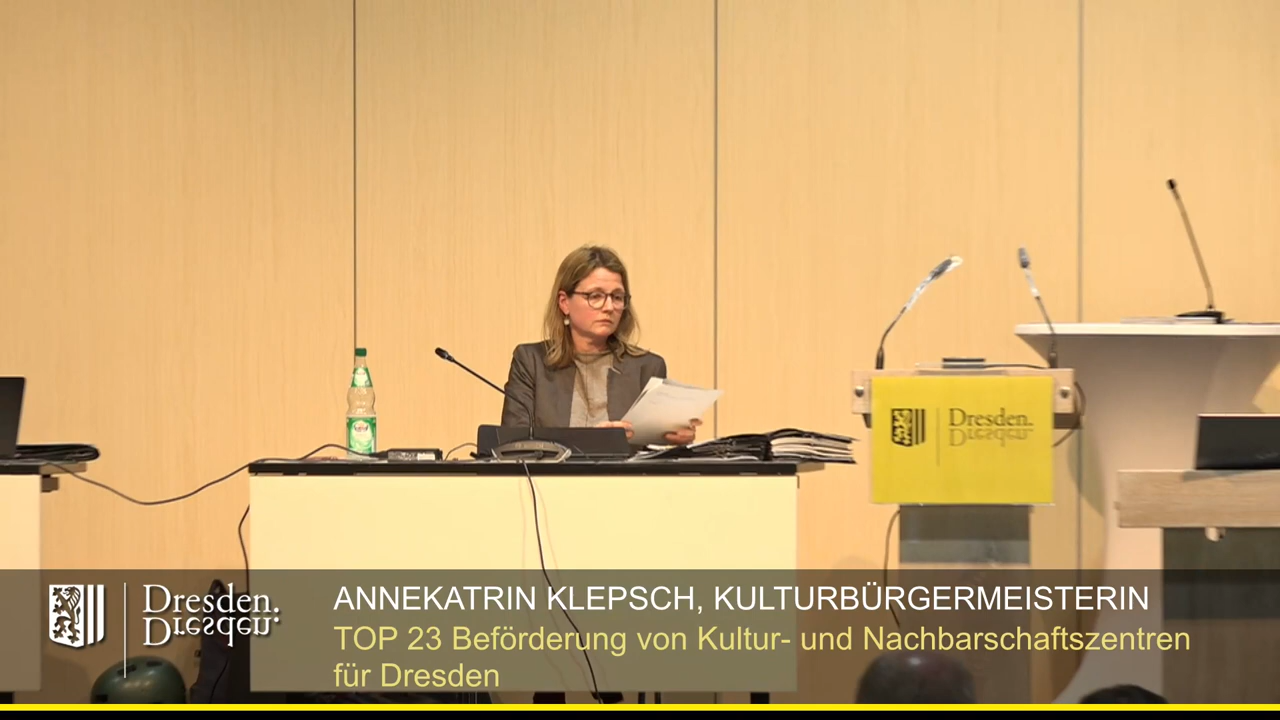 Dresden.
Dresden.
ANNEKATRIN KLEPSCH, KULTURBÜRGERMEISTERIN
TOP 23 Beförderung von Kultur- und Nachbarschaftszentren
für Dresden